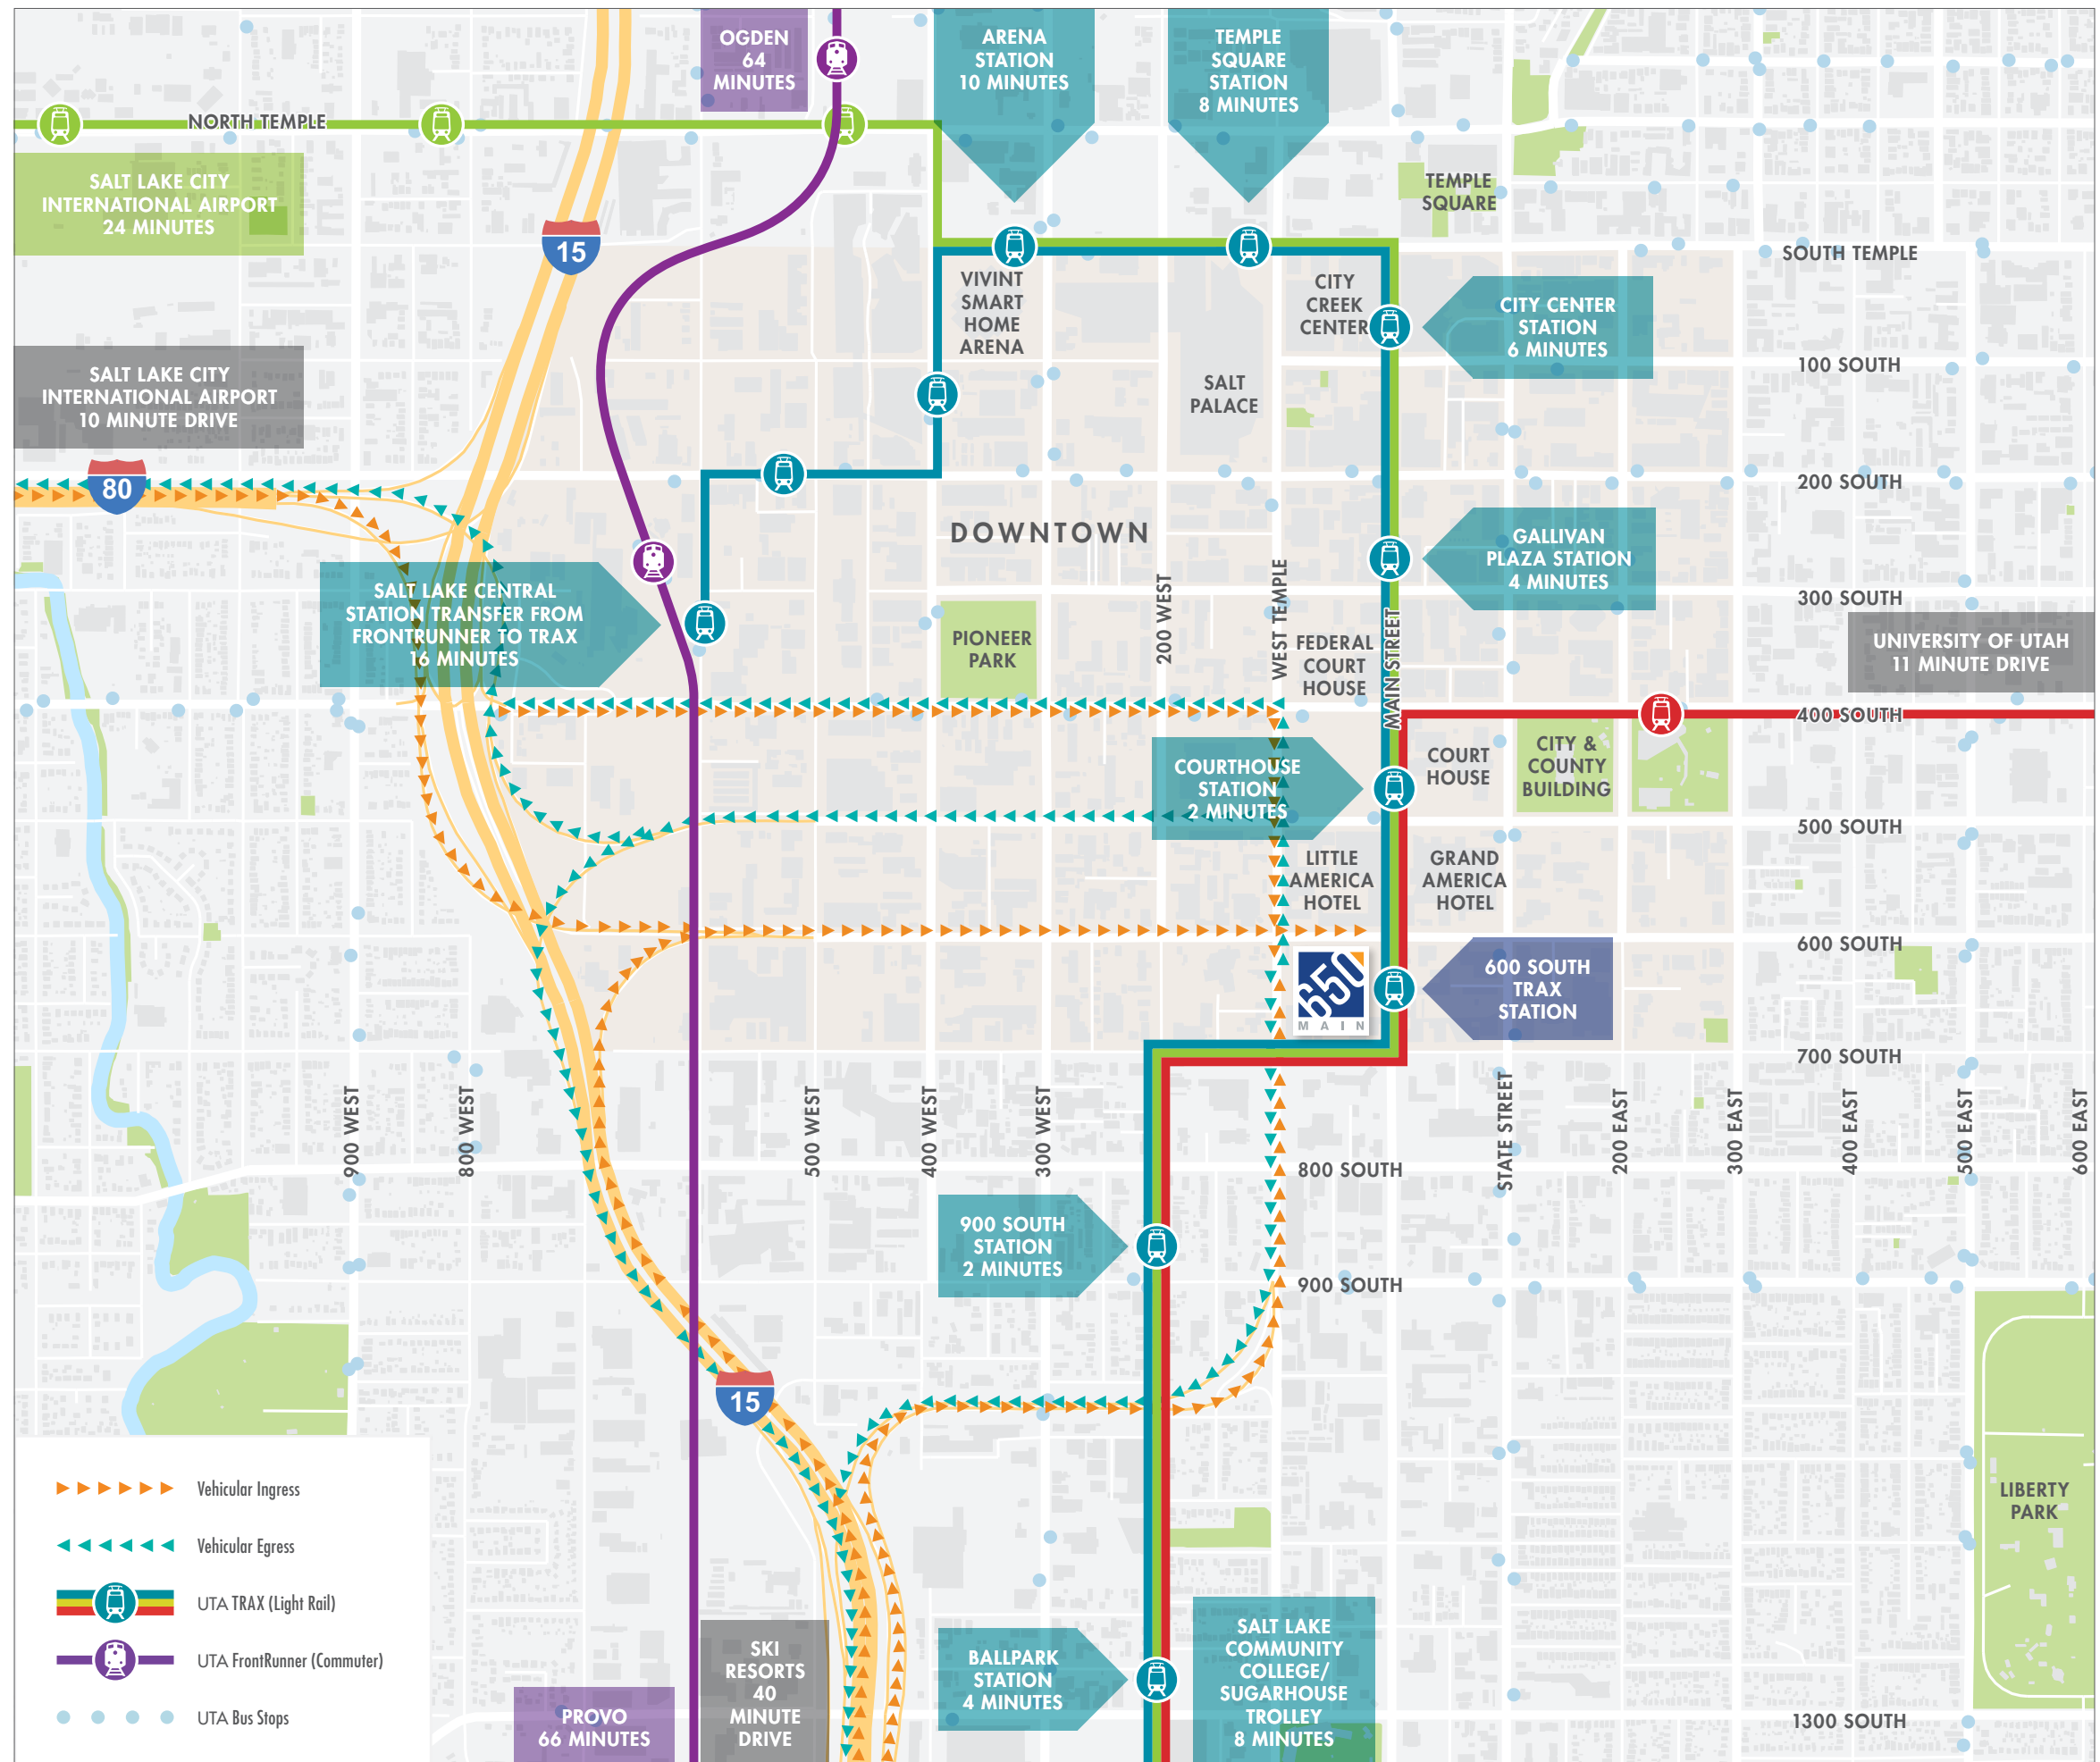 OGDEN
64
MINUTES
ARENA
STATION
10 MINUTES
TEMPLE
SQUARE
STATION
8 MINUTES
NORTH TEMPLE
SALT LAKE CITY
INTERNATIONAL AIRPORT
24 MINUTES
TEMPLE
SQUARE
15
SOUTH TEMPLE
VIVINT
SMART
HOME
ARENA
CITY
CREEK
CENTER
CITY CENTER
STATION
6 MINUTES
SALT LAKE CITY
INTERNATIONAL AIRPORT
10 MINUTE DRIVE
100 SOUTH
SALT
PALACE
80
200 SOUTH
DOWNTOWN
GALLIVAN
PLAZA STATION
4 MINUTES
SALT LAKE CENTRAL
STATION TRANSFER FROM
FRONTRUNNER TO TRAX
16 MINUTES
300 SOUTH
PIONEER
PARK
200 WEST
WEST TEMPLE
FEDERAL
COURT
HOUSE
MAIN STREET
UNIVERSITY OF UTAH
11 MINUTE DRIVE
400 SOUTH
COURTHOUSE
STATION
2 MINUTES
COURT
HOUSE
CITY &
COUNTY
BUILDING
500 SOUTH
LITTLE
AMERICA
HOTEL
GRAND
AMERICA
HOTEL
600 SOUTH
650
MAIN
600 SOUTH
TRAX
STATION
700 SOUTH
900 WEST
800 WEST
500 WEST
400 WEST
300 WEST
STATE STREET
200 EAST
300 EAST
400 EAST
500 EAST
600 EAST
800 SOUTH
900 SOUTH
STATION
2 MINUTES
900 SOUTH
15
LIBERTY
PARK
Vehicular Ingress
Vehicular Egress
UTA TRAX (Light Rail)
UTA FrontRunner (Commuter)
UTA Bus Stops
PROVO
66 MINUTES
SKI
RESORTS
40
MINUTE
DRIVE
BALLPARK
STATION
4 MINUTES
SALT LAKE
COMMUNITY
COLLEGE/
SUGARHOUSE
TROLLEY
8 MINUTES
1300 SOUTH